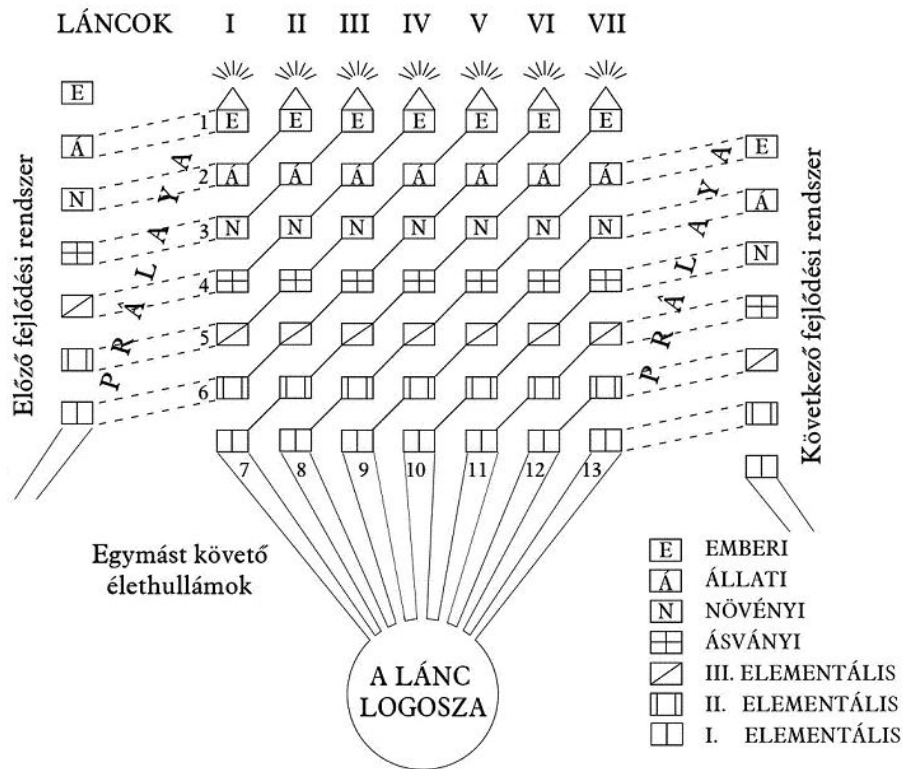 LÁNCOK I II III IV V VI VII
E
1 E E E E E E E
Á
E
2 Á Á Á Á Á Á Á
N
Á
3 N N N N N N N
N
4
5
6
7 8 9 10 11 12 13
Előző fejlődési rendszer
PRÂLAYA
PRÂLAYA
Következő fejlődési rendszer
Egymást követő
élethullámok
A LÁNC
LOGOSZA
E EMBERI
Á ÁLLATI
N NÖVÉNYI
ÁSVÁNYI
III. ELEMENTÁLIS
II. ELEMENTÁLIS
I. ELEMENTÁLIS